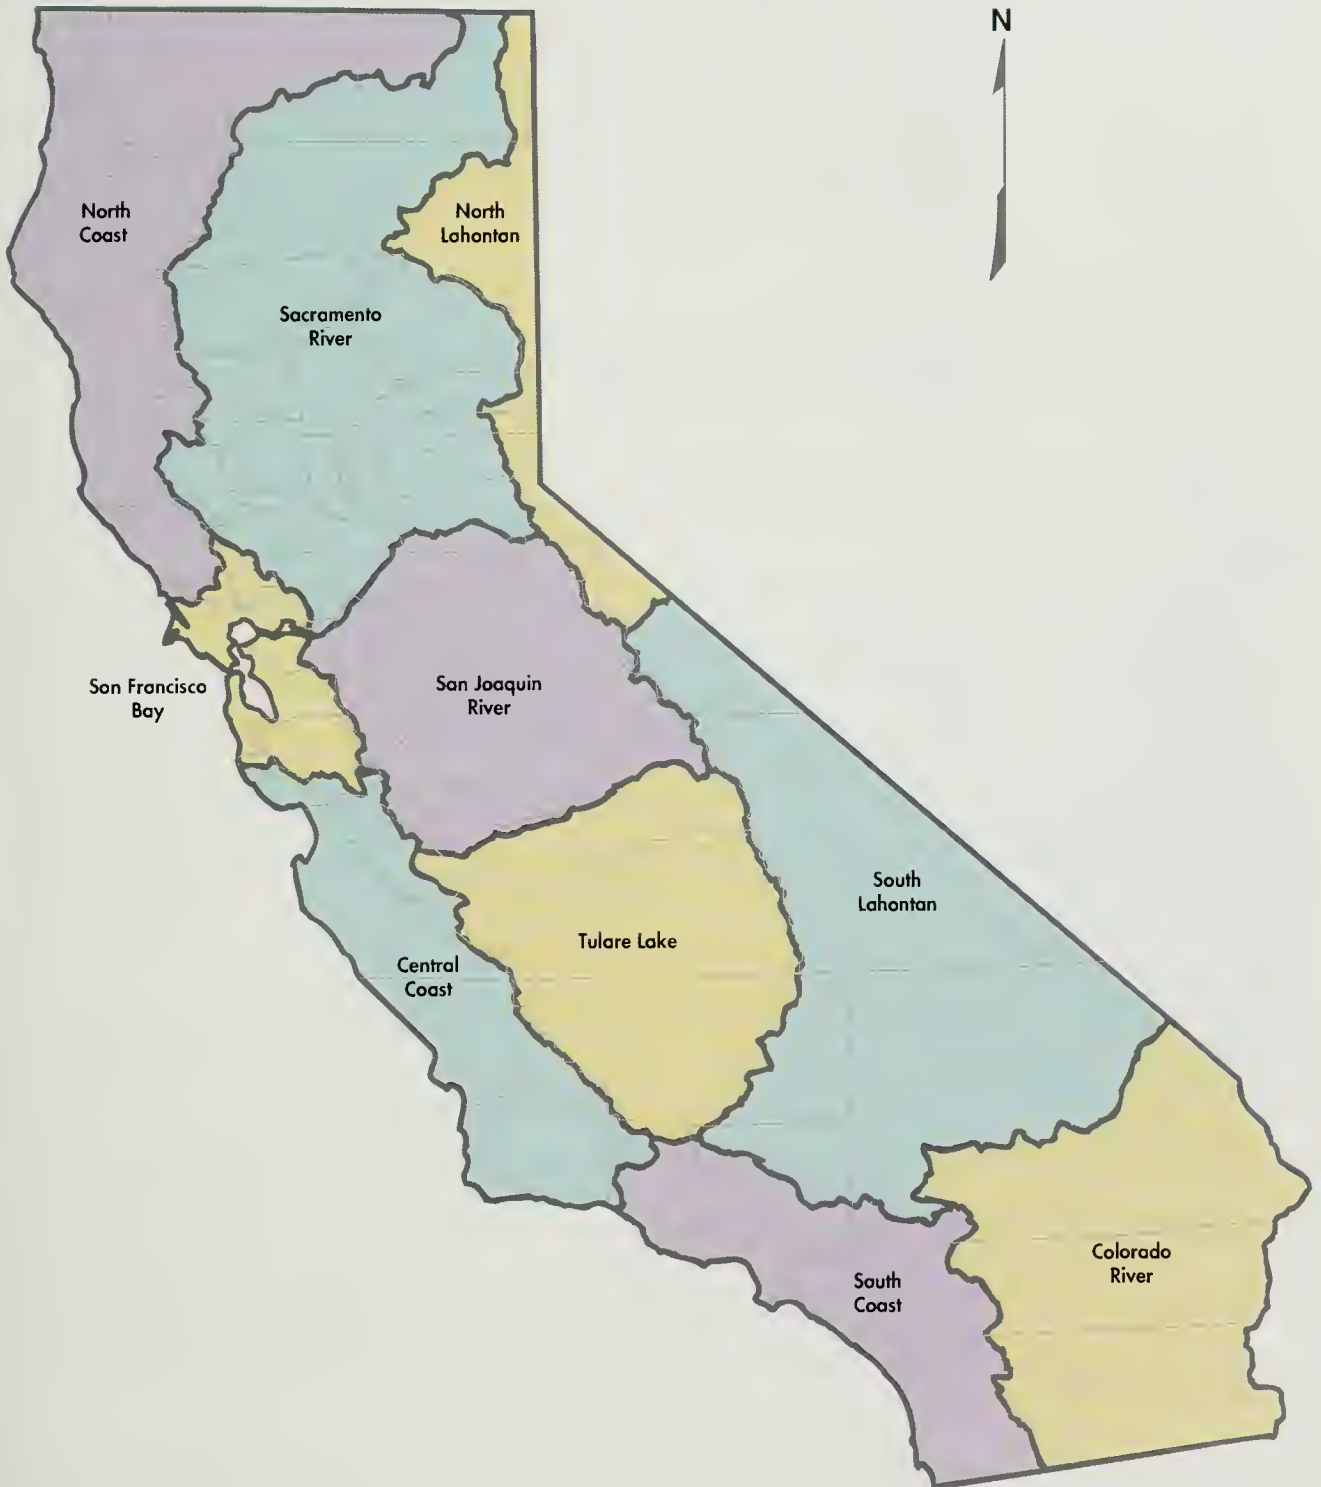 N
North
Coast
North
Lahontan
Sacramento
River
San Francisco
Bay
San Joaquin
River
South
Lahontan
Tulare Lake
Central
Coast
Colorado
River
South
Coast